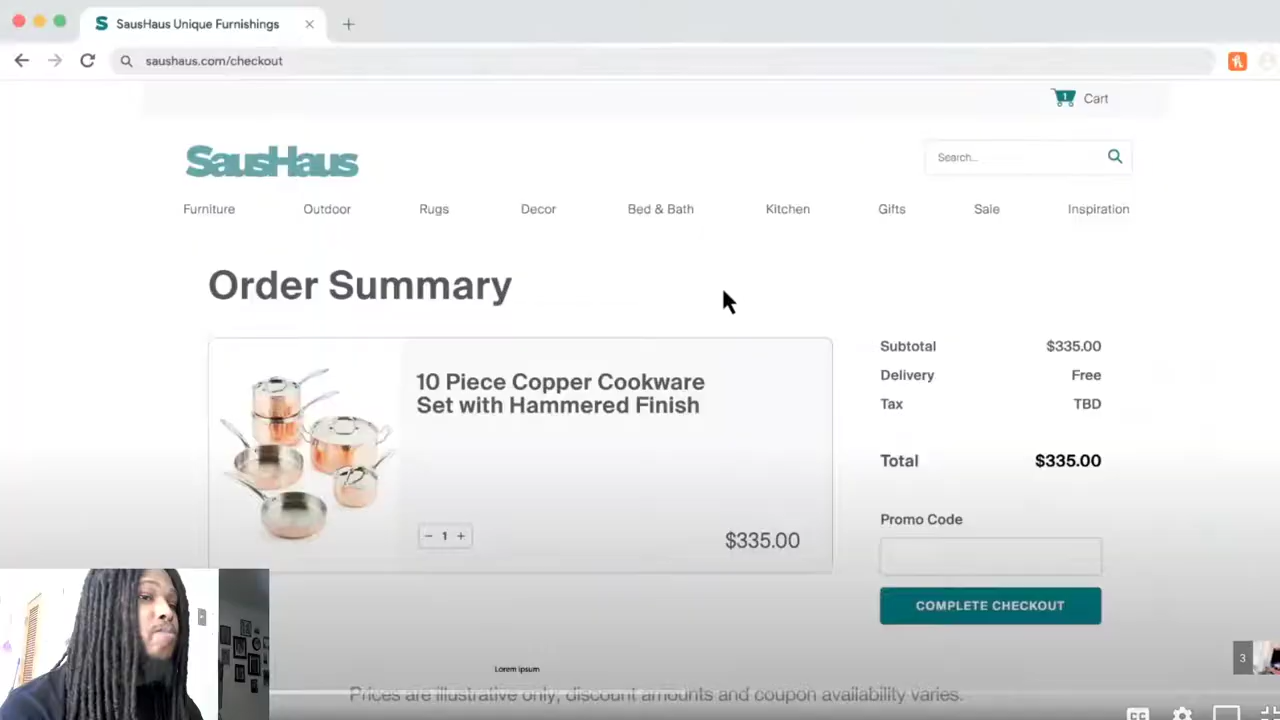 SausHaus Unique Furnishings
saushaus.com/checkout
1 Cart
SausHaus
Search...
Furniture Outdoor Rugs Decor Bed & Bath Kitchen Gifts Sale Inspiration
Order Summary
10 Piece Copper Cookware
Set with Hammered Finish
- 1 +
$335.00
Subtotal $335.00
Delivery Free
Tax TBD
Total $335.00
Promo Code
COMPLETE CHECKOUT
3
Lorem ipsum
Prices are illustrative only, discount amounts and coupon availability varies.
CC